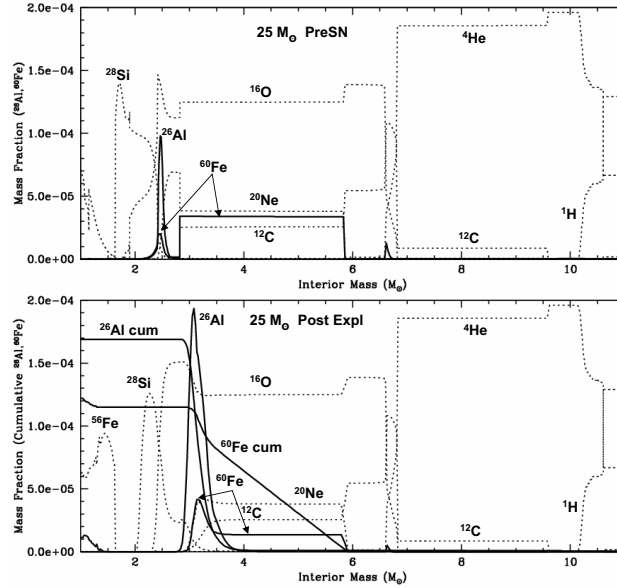 2.0e−04
25 M⊙ PreSN
⁴He
²⁸Si
1.5e−04
¹⁶O
²⁶Al
1.0e−04
⁶⁰Fe
²⁰Ne
5.0e−05
¹H
¹²C
¹²C
0.0e+00
2 4 6 8 10
Interior Mass (M⊙)
Mass Fraction (²⁶Al,⁶⁰Fe)
2.0e−04
²⁶Al
25 M⊙ Post Expl
²⁶Al cum
⁴He
1.5e−04
²⁸Si
¹⁶O
⁵⁶Fe
1.0e−04
⁶⁰Fe cum
⁶⁰Fe
²⁰Ne
5.0e−05
¹²C
¹H
¹²C
0.0e+00
2 4 6 8 10
Interior Mass (M⊙)
Mass Fraction (Cumulative ²⁶Al,⁶⁰Fe)